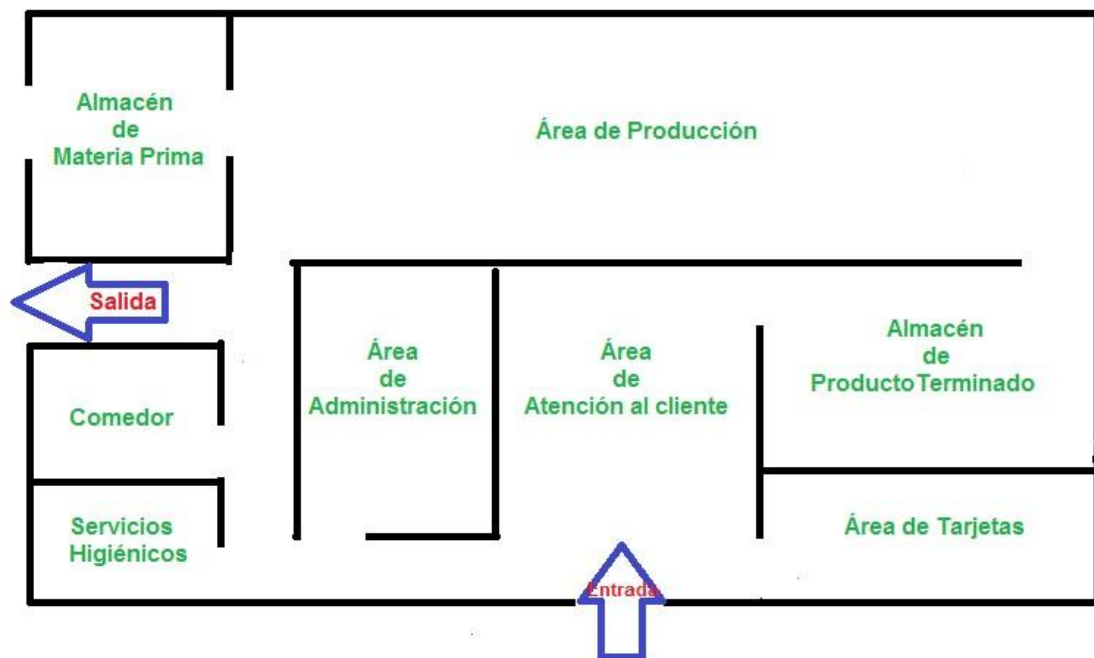 Almacén
de
Materia Prima
Área de Producción
Salida
Área
de
Administración
Área
de
Atención al cliente
Almacén
de
ProductoTerminado
Comedor
Servicios
Higiénicos
Área de Tarjetas
Entrada